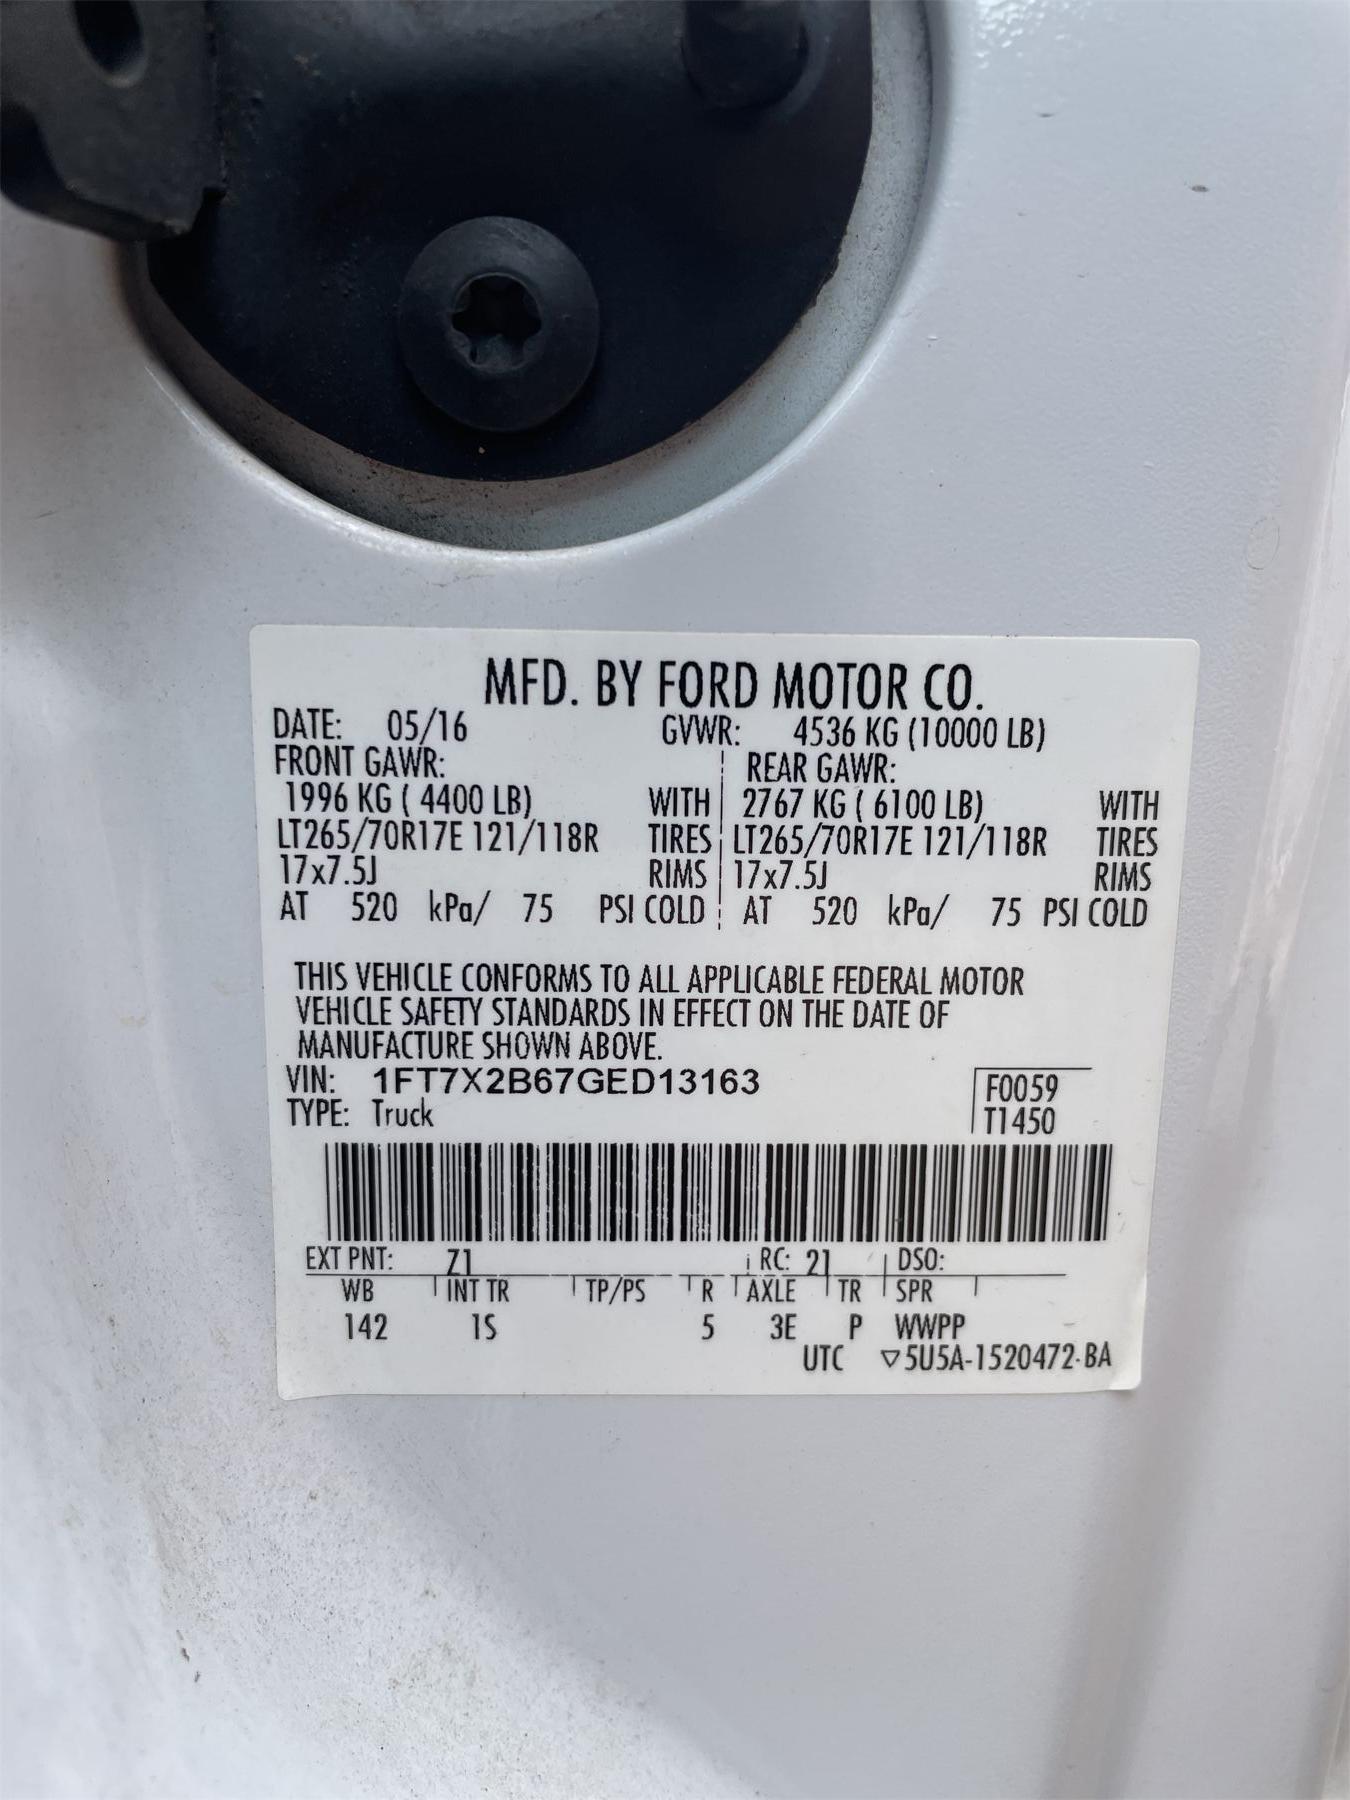 MFD. BY FORD MOTOR CO.
DATE: 05/16 GVWR: 4536 KG (10000 LB)
FRONT GAWR: REAR GAWR:
1996 KG ( 4400 LB) WITH 2767 KG ( 6100 LB) WITH
LT265/70R17E 121/118R TIRES LT265/70R17E 121/118R TIRES
17x7.5J RIMS 17x7.5J RIMS
AT 520 kPa/ 75 PSI COLD AT 520 kPa/ 75 PSI COLD
THIS VEHICLE CONFORMS TO ALL APPLICABLE FEDERAL MOTOR
VEHICLE SAFETY STANDARDS IN EFFECT ON THE DATE OF
MANUFACTURE SHOWN ABOVE.
VIN: 1FT7X2B67GED13163 F0059
TYPE: Truck T1450
EXT PNT: Z1 RC: 21 DSO:
WB INT TR TP/PS R AXLE TR SPR
142 1S 5 3E P WWPP
UTC ▽5U5A-1520472-BA